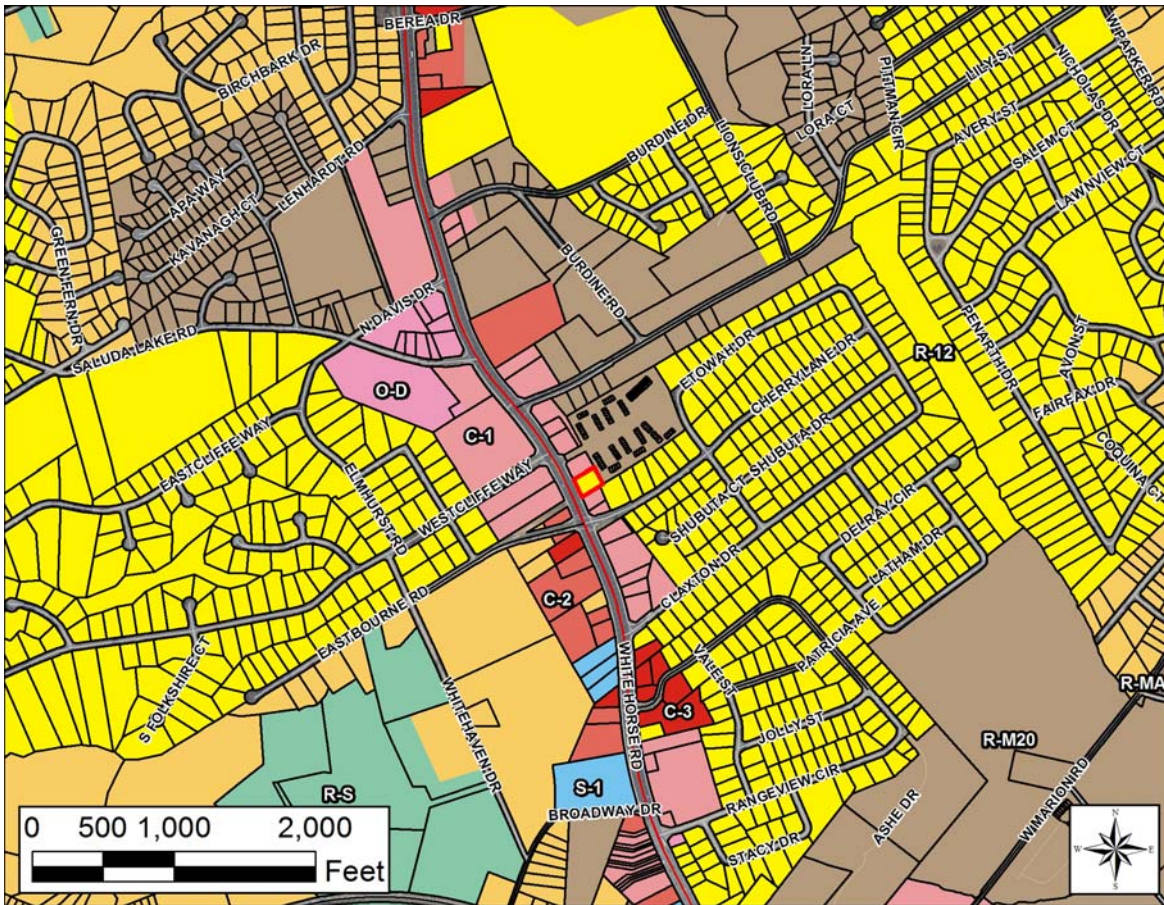 BEREA DR
BIRCHBARK DR
W PARKER RD
NICHOLAS DR
LILY ST
PITTMAN CIR
LORA LN
LORA CT
AVERY ST
SALEM CT
LAWNVIEW CT
BURDINE DR
LIONS CLUB RD
LENHARDT RD
APAWAY
KAVANAGH CT
GREEN FERN DR
BURDINE RD
N DAVIS DR
SALUDA LAKE RD
R-12
PENARTH DR
AVON ST
FAIRFAX DR
COQUINA CT
ETOWAH DR
CHERRYLANE DR
SHUBUTA DR
O-D
C-1
EASTCLIFFE WAY
WESTCLIFFE WAY
ELMHURST RD
SHUBUTA CT
DELRAY CIR
LATHAM DR
CLAXTON DR
C-2
EASTBOURNE RD
PATRICIA AVE
S FOLKSHIRE CT
WHITEHAVEN DR
WHITE HORSE RD
VALE ST
C-3
JOLLY ST
R-MA
R-M20
R-S
S-1
BROADWAY DR
RANGEVIEW CIR
STACY DR
ASHE DR
W MARION RD
0 500 1,000 2,000
Feet
N
W E
S